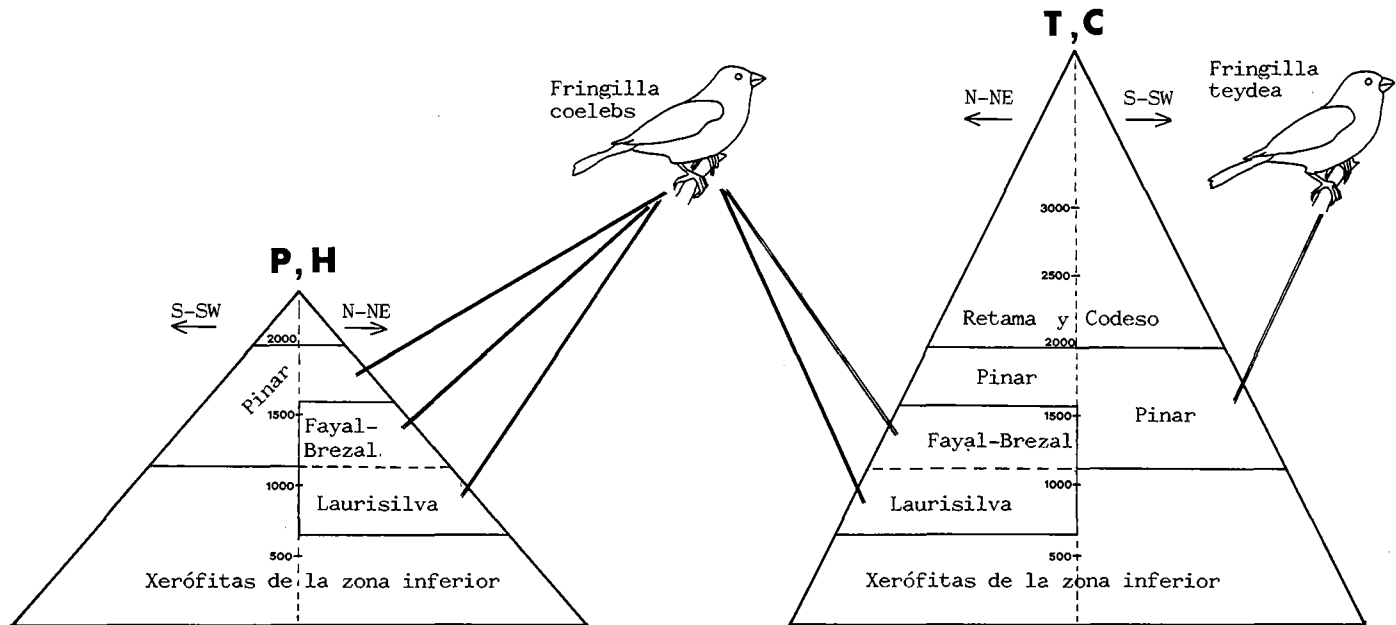 T,C
Fringilla
coelebs
N-NE
S-SW
Fringilla
teydea
P,H
S-SW
N-NE
2000
Pinar
1500
Fayal-
Brezal.
1000
Laurisilva
500
Xerófitas de la zona inferior
3000
2500
Retama y Codeso
2000
Pinar
1500
Pinar
Fayal-Brezal
1000
Laurisilva
500
Xerófitas de la zona inferior